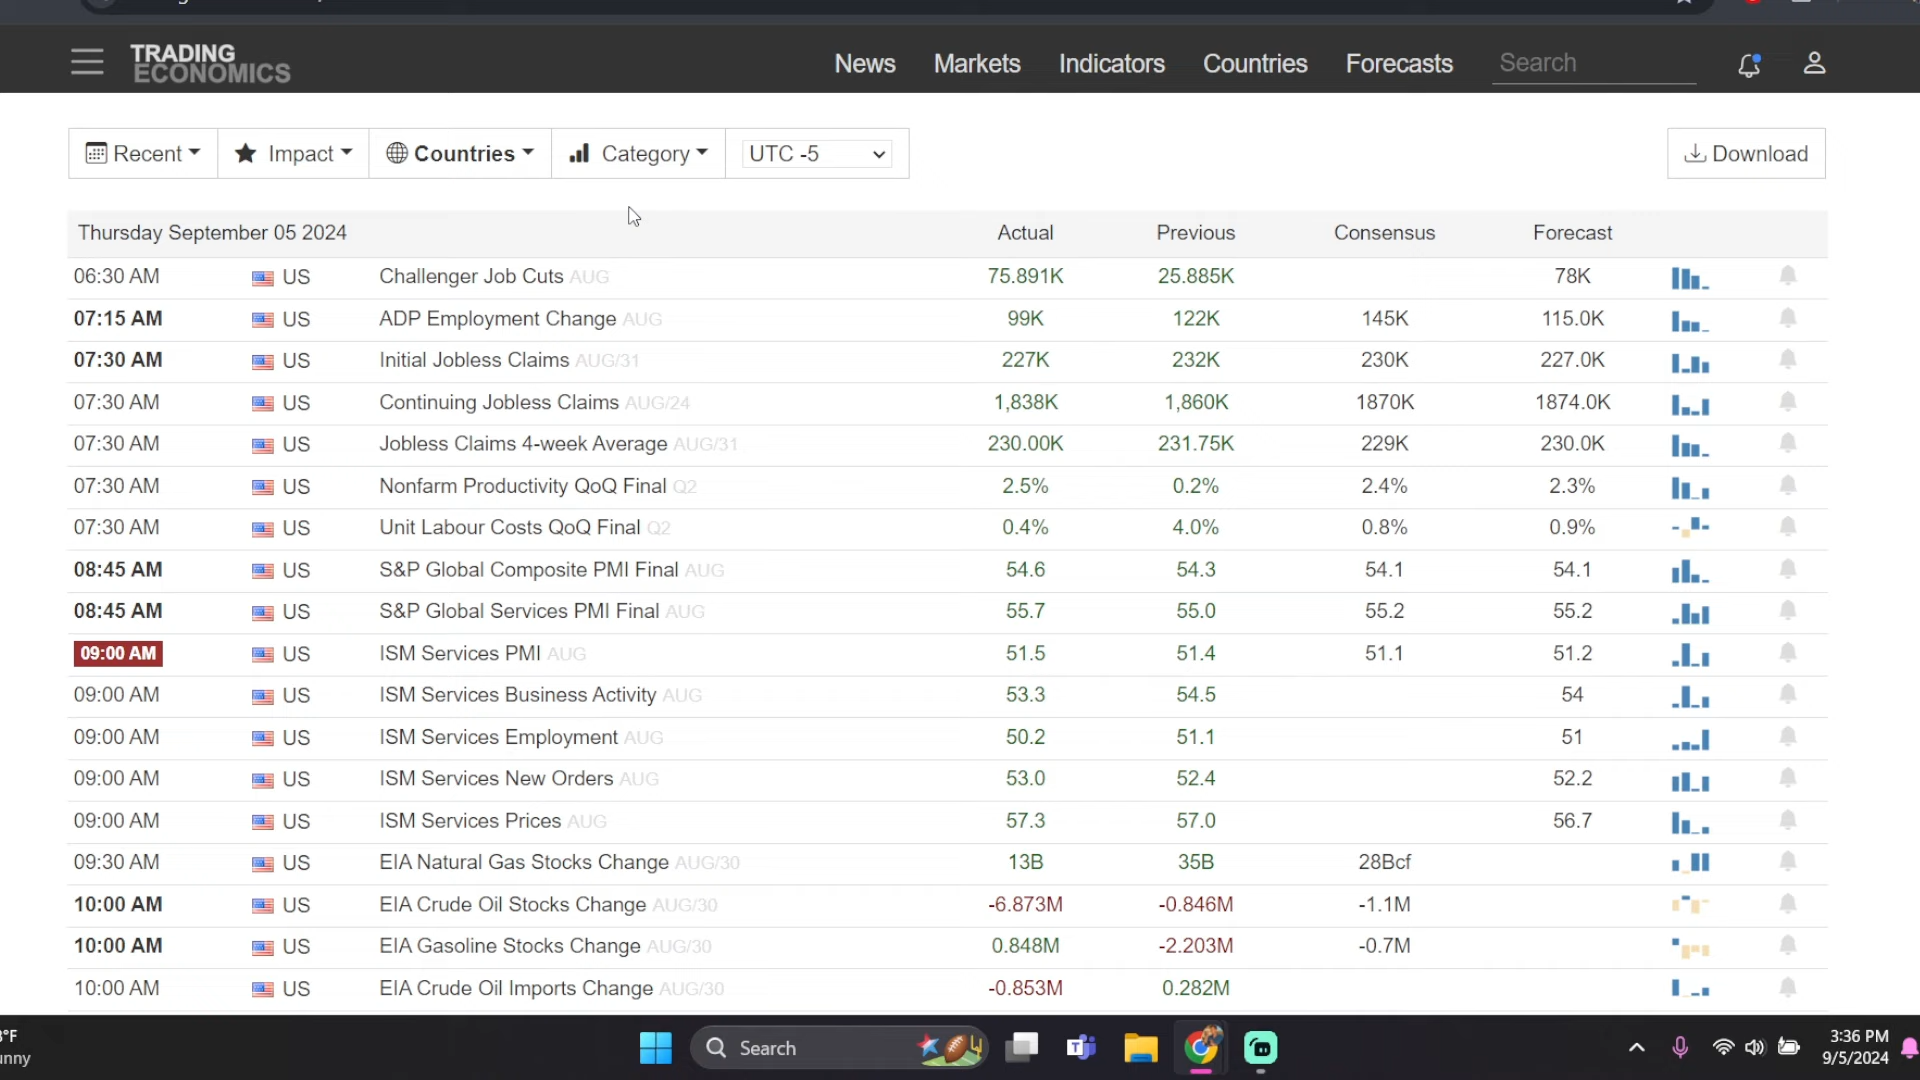 TRADING
ECONOMICS
News Markets Indicators Countries Forecasts Search
Recent Impact Countries Category UTC -5 Download
Thursday September 05 2024 Actual Previous Consensus Forecast
06:30 AM US Challenger Job Cuts AUG 75.891K 25.885K 78K
07:15 AM US ADP Employment Change AUG 99K 122K 145K 115.0K
07:30 AM US Initial Jobless Claims AUG/31 227K 232K 230K 227.0K
07:30 AM US Continuing Jobless Claims AUG/24 1,838K 1,860K 1870K 1874.0K
07:30 AM US Jobless Claims 4-week Average AUG/31 230.00K 231.75K 229K 230.0K
07:30 AM US Nonfarm Productivity QoQ Final Q2 2.5% 0.2% 2.4% 2.3%
07:30 AM US Unit Labour Costs QoQ Final Q2 0.4% 4.0% 0.8% 0.9%
08:45 AM US S&P Global Composite PMI Final AUG 54.6 54.3 54.1 54.1
08:45 AM US S&P Global Services PMI Final AUG 55.7 55.0 55.2 55.2
09:00 AM US ISM Services PMI AUG 51.5 51.4 51.1 51.2
09:00 AM US ISM Services Business Activity AUG 53.3 54.5 54
09:00 AM US ISM Services Employment AUG 50.2 51.1 51
09:00 AM US ISM Services New Orders AUG 53.0 52.4 52.2
09:00 AM US ISM Services Prices AUG 57.3 57.0 56.7
09:30 AM US EIA Natural Gas Stocks Change AUG/30 13B 35B 28Bcf
10:00 AM US EIA Crude Oil Stocks Change AUG/30 -6.873M -0.846M -1.1M
10:00 AM US EIA Gasoline Stocks Change AUG/30 0.848M -2.203M -0.7M
10:00 AM US EIA Crude Oil Imports Change AUG/30 -0.853M 0.282M
Search 3:36 PM
9/5/2024